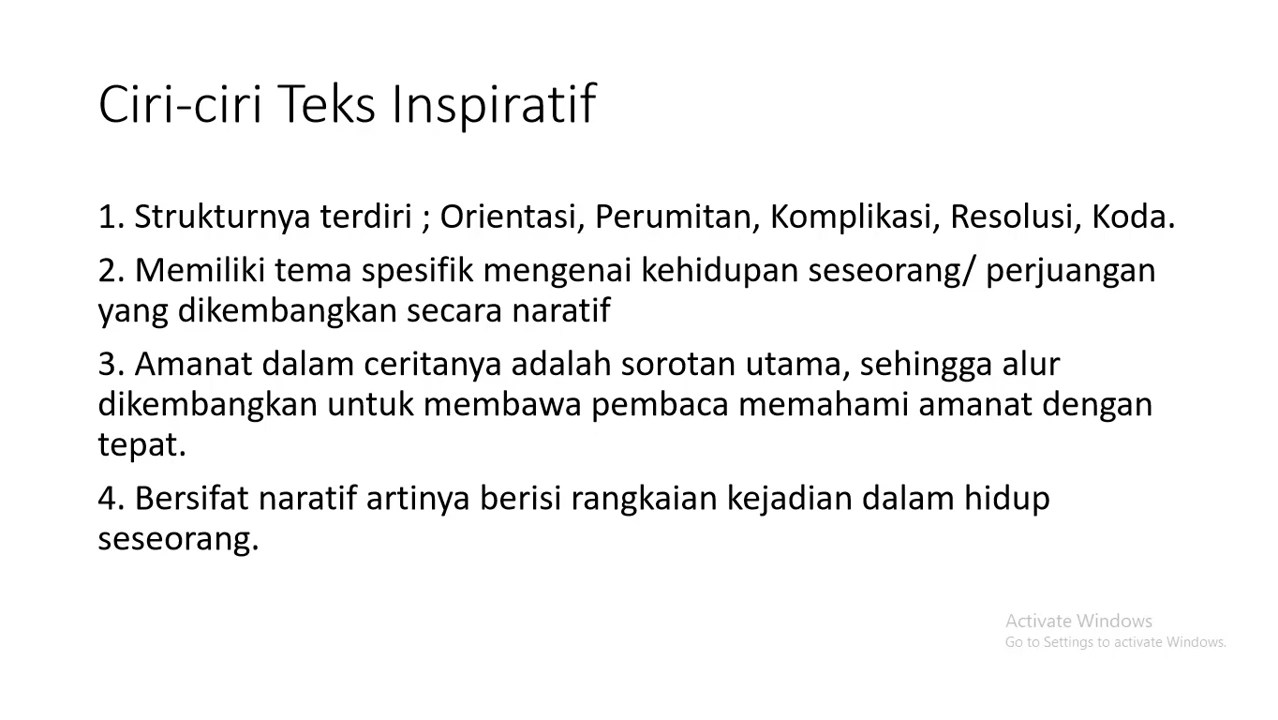 Ciri-ciri Teks Inspiratif
1. Strukturnya terdiri ; Orientasi, Perumitan, Komplikasi, Resolusi, Koda.
2. Memiliki tema spesifik mengenai kehidupan seseorang/ perjuangan
yang dikembangkan secara naratif
3. Amanat dalam ceritanya adalah sorotan utama, sehingga alur
dikembangkan untuk membawa pembaca memahami amanat dengan
tepat.
4. Bersifat naratif artinya berisi rangkaian kejadian dalam hidup
seseorang.
Activate Windows
Go to Settings to activate Windows.